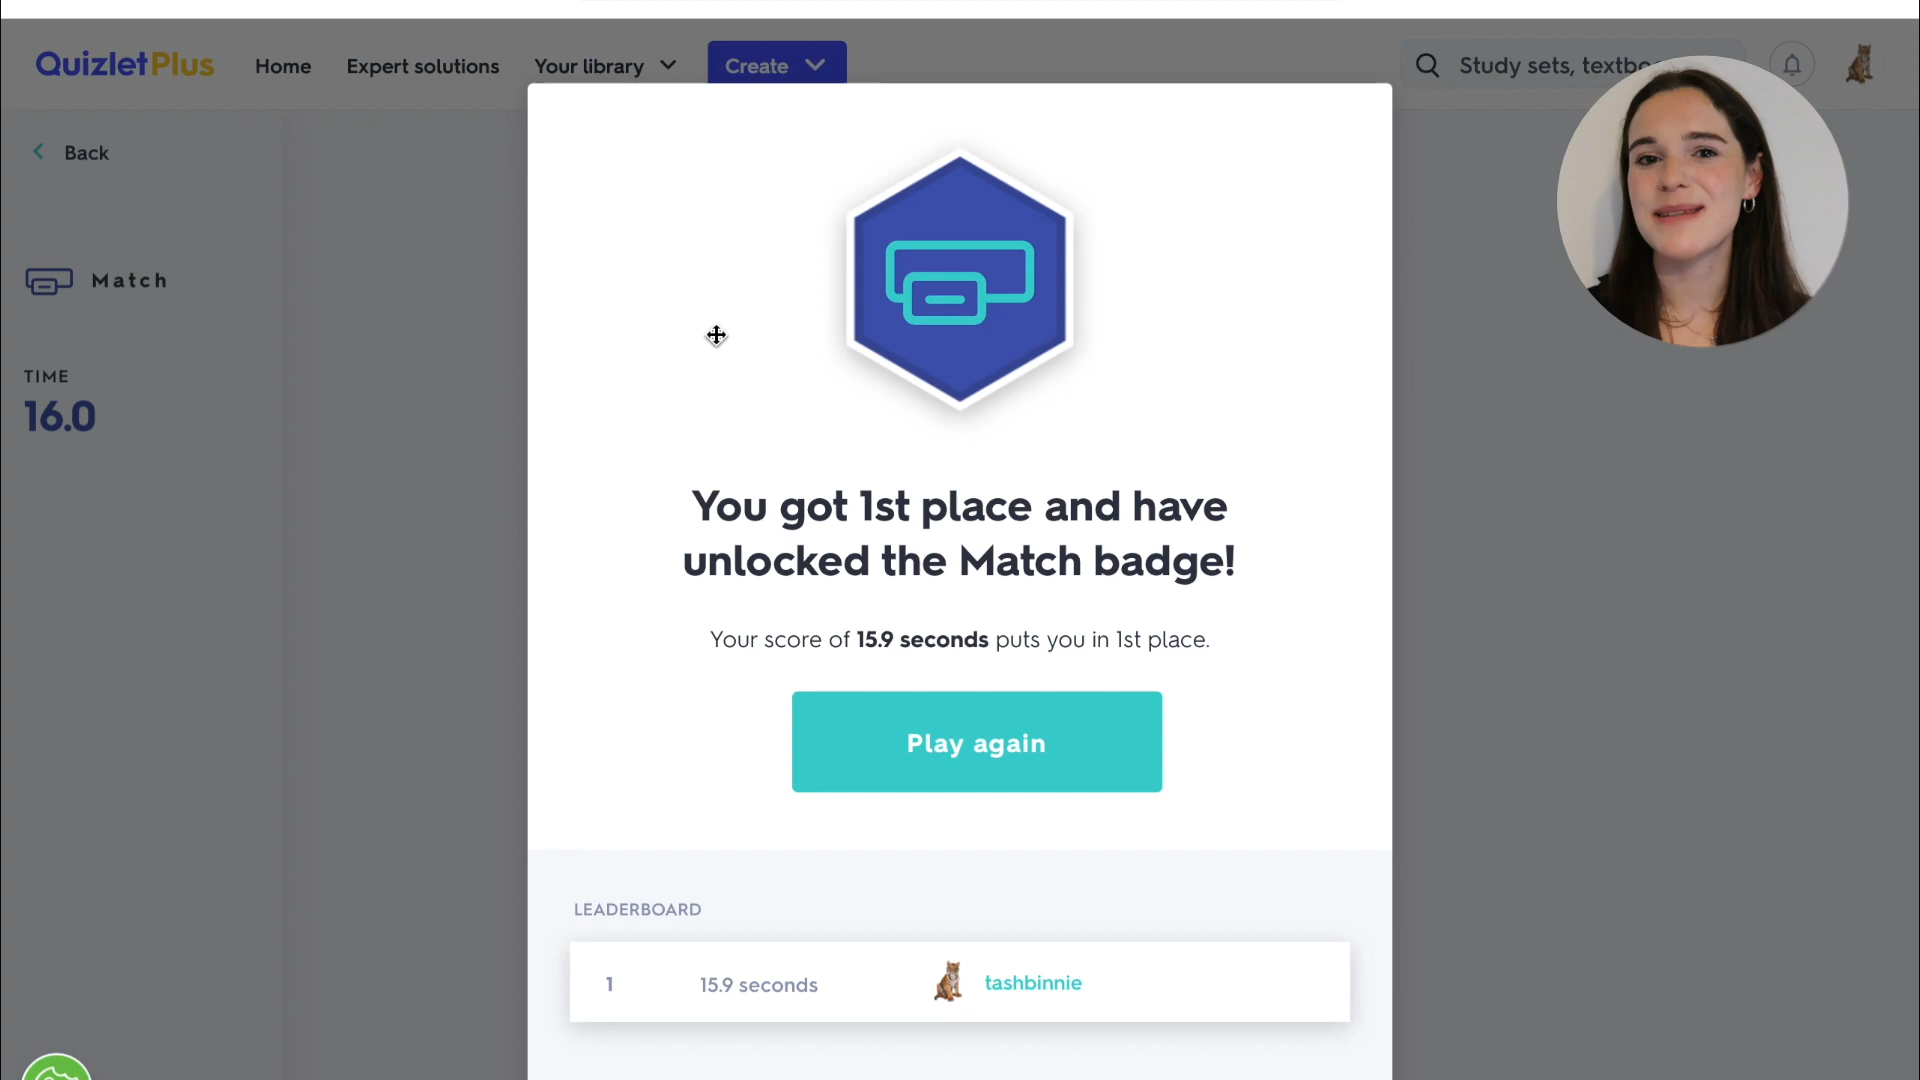 QuizletPlus
Home
Expert solutions
Your library
Create
Study sets, textbo
Back
Match
TIME
16.0
You got 1st place and have
unlocked the Match badge!
Your score of 15.9 seconds puts you in 1st place.
Play again
LEADERBOARD
1 15.9 seconds tashbinnie